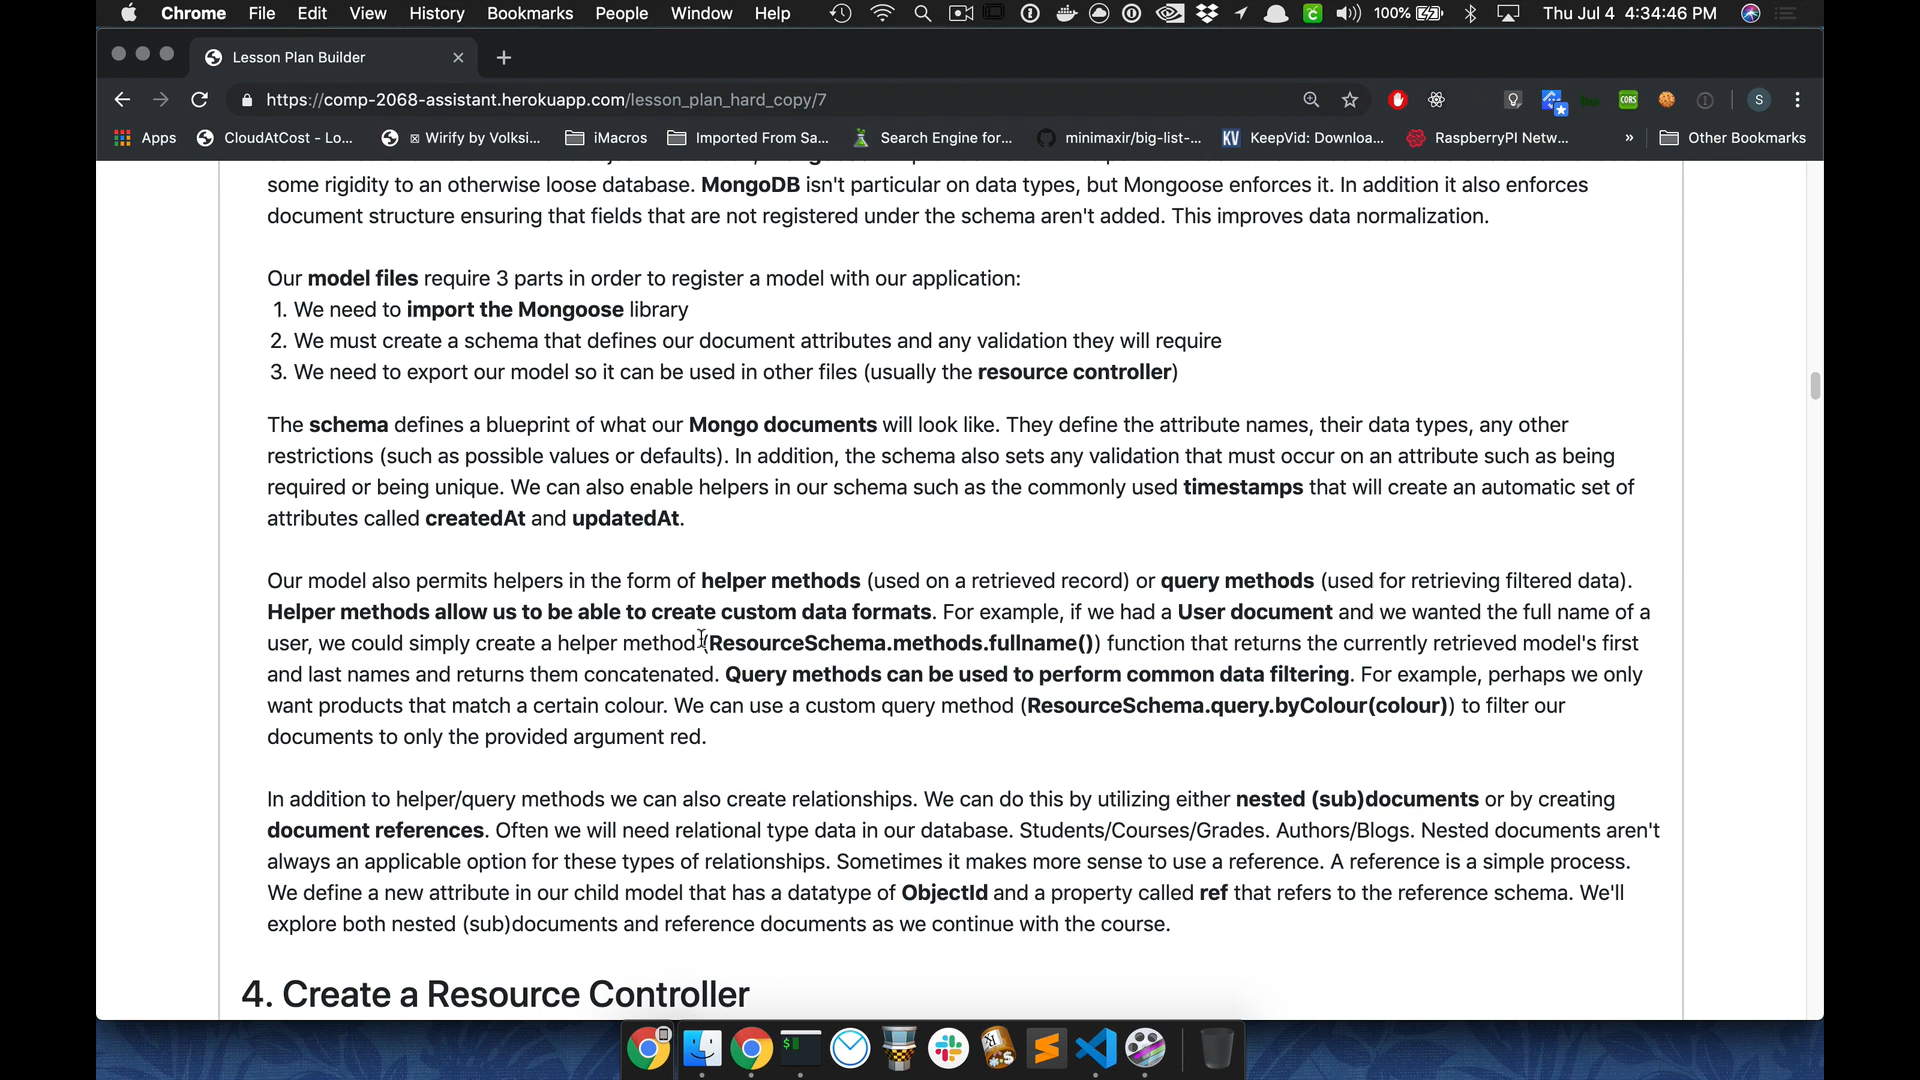 Chrome File Edit View History Bookmarks People Window Help 100% Thu Jul 4 4:34:46 PM
Lesson Plan Builder
https://comp-2068-assistant.herokuapp.com/lesson_plan_hard_copy/7
Apps CloudAtCost - Lo... Wirify by Volksi... iMacros Imported From Sa... Search Engine for... minimaxir/big-list-... KeepVid: Downloa... RaspberryPI Netw... » Other Bookmarks
some rigidity to an otherwise loose database. MongoDB isn't particular on data types, but Mongoose enforces it. In addition it also enforces
document structure ensuring that fields that are not registered under the schema aren't added. This improves data normalization.
Our model files require 3 parts in order to register a model with our application:
1. We need to import the Mongoose library
2. We must create a schema that defines our document attributes and any validation they will require
3. We need to export our model so it can be used in other files (usually the resource controller)
The schema defines a blueprint of what our Mongo documents will look like. They define the attribute names, their data types, any other
restrictions (such as possible values or defaults). In addition, the schema also sets any validation that must occur on an attribute such as being
required or being unique. We can also enable helpers in our schema such as the commonly used timestamps that will create an automatic set of
attributes called createdAt and updatedAt.
Our model also permits helpers in the form of helper methods (used on a retrieved record) or query methods (used for retrieving filtered data).
Helper methods allow us to be able to create custom data formats. For example, if we had a User document and we wanted the full name of a
user, we could simply create a helper method (ResourceSchema.methods.fullname()) function that returns the currently retrieved model's first
and last names and returns them concatenated. Query methods can be used to perform common data filtering. For example, perhaps we only
want products that match a certain colour. We can use a custom query method (ResourceSchema.query.byColour(colour)) to filter our
documents to only the provided argument red.
In addition to helper/query methods we can also create relationships. We can do this by utilizing either nested (sub)documents or by creating
document references. Often we will need relational type data in our database. Students/Courses/Grades. Authors/Blogs. Nested documents aren't
always an applicable option for these types of relationships. Sometimes it makes more sense to use a reference. A reference is a simple process.
We define a new attribute in our child model that has a datatype of ObjectId and a property called ref that refers to the reference schema. We'll
explore both nested (sub)documents and reference documents as we continue with the course.
4. Create a Resource Controller